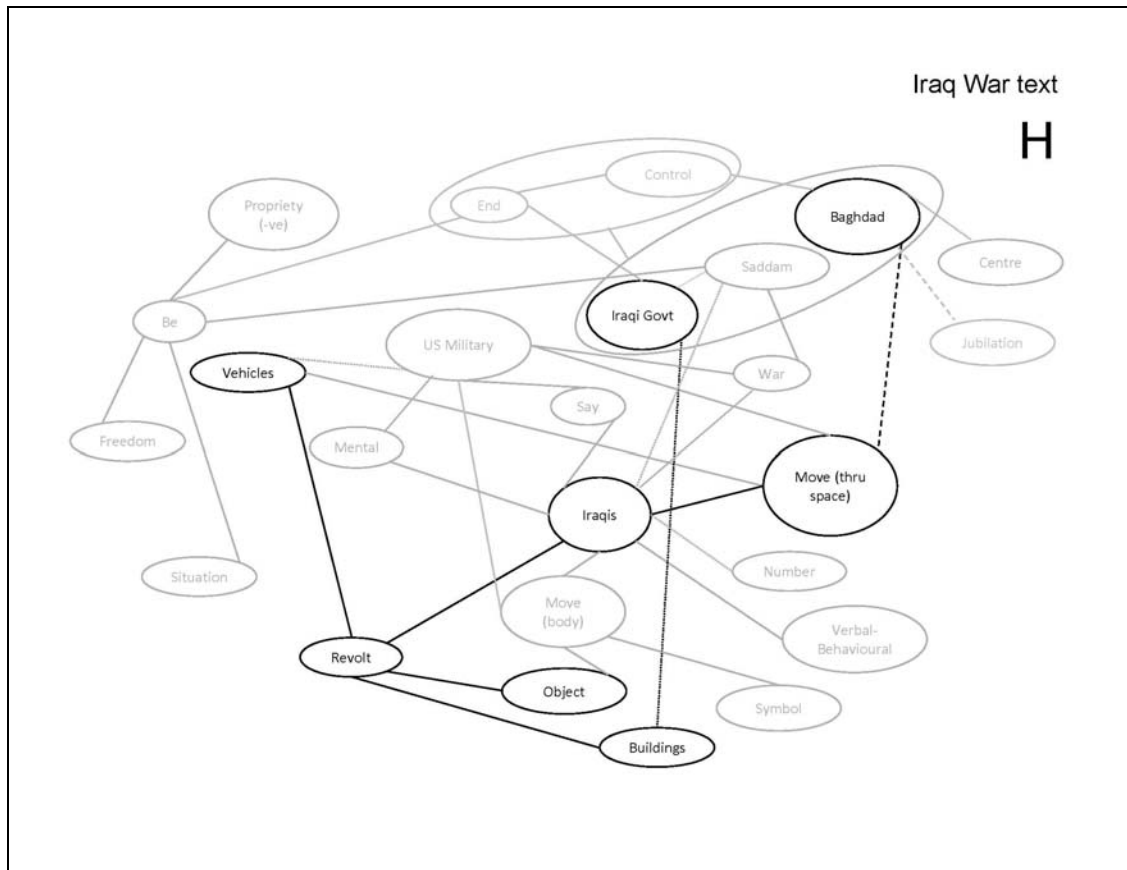 Iraq War text
H
Control
End
Propriety
(-ve)
Baghdad
Saddam
Centre
Be
Iraqi Govt
US Military
Jubilation
Vehicles
War
Say
Freedom
Mental
Move (thru
space)
Iraqis
Number
Situation
Move
(body)
Verbal-
Behavioural
Revolt
Object
Symbol
Buildings